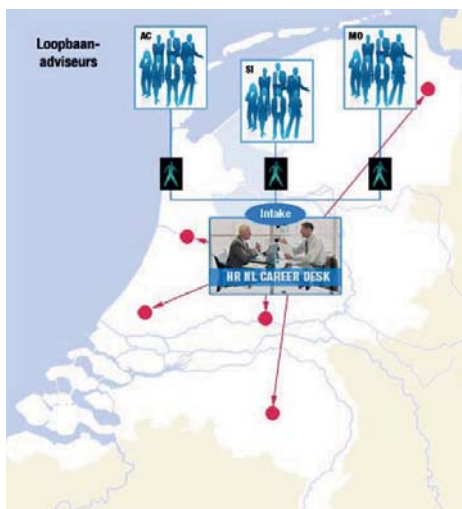 Loopbaan-
adviseurs
AC
SI
MO
Intake
HR NL CAREER DESK